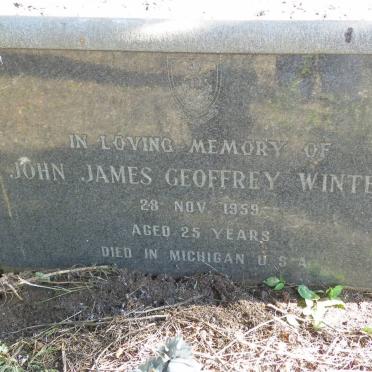 IN LOVING MEMORY OF
JOHN JAMES GEOFFREY WINTE
28 NOV. 1959
AGED 25 YEARS
DIED IN MICHIGAN U.S.A.